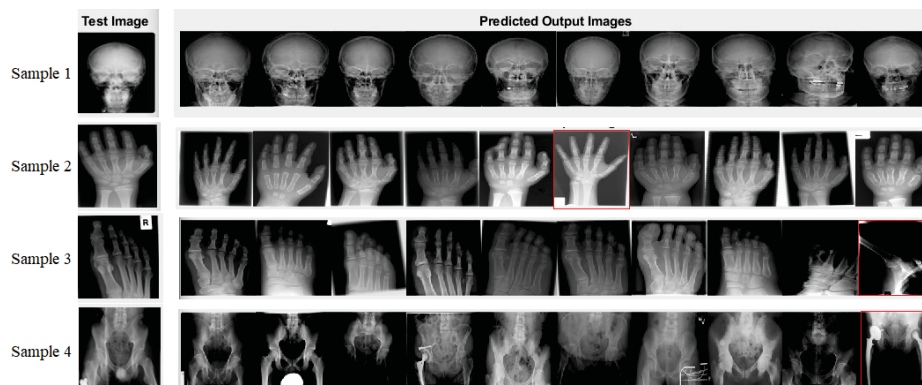 Test Image
Predicted Output Images
Sample 1
Sample 2
R
Sample 3
Sample 4